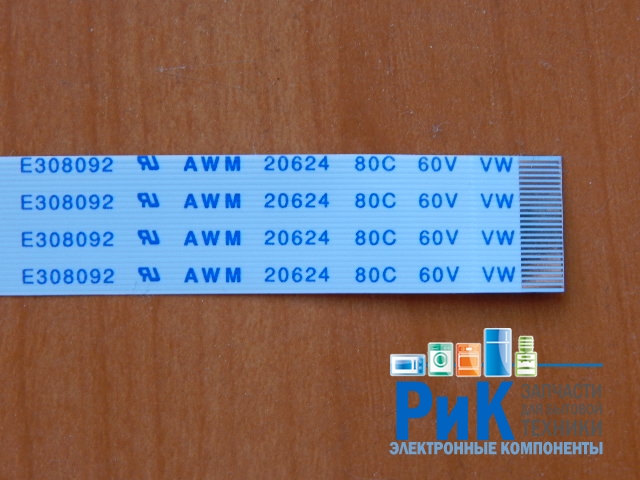 E308092 AWM 20624 80C 60V VW
E308092 AWM 20624 80C 60V VW
E308092 AWM 20624 80C 60V VW
E308092 AWM 20624 80C 60V VW
РиК ЗАПЧАСТИ
ДЛЯ БЫТОВОЙ
ТЕХНИКИ
ЭЛЕКТРОННЫЕ КОМПОНЕНТЫ